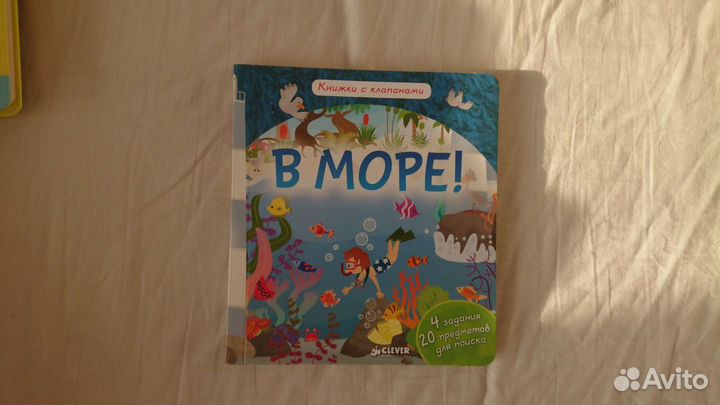 Книжки с клапанами
В МОРЕ!
4 задания
20 предметов
для поиска
CLEVER
Avito